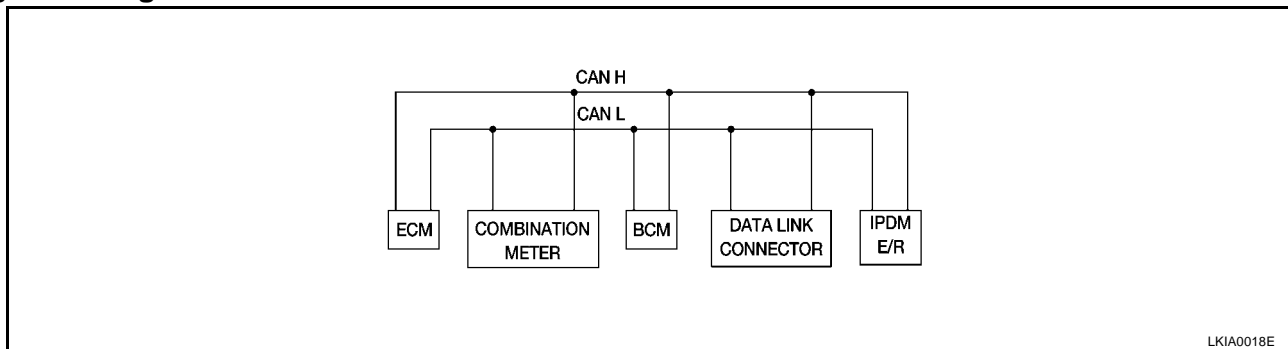 CAN H
CAN L
ECM
COMBINATION
METER
BCM
DATA LINK
CONNECTOR
IPDM
E/R
LKIA0018E